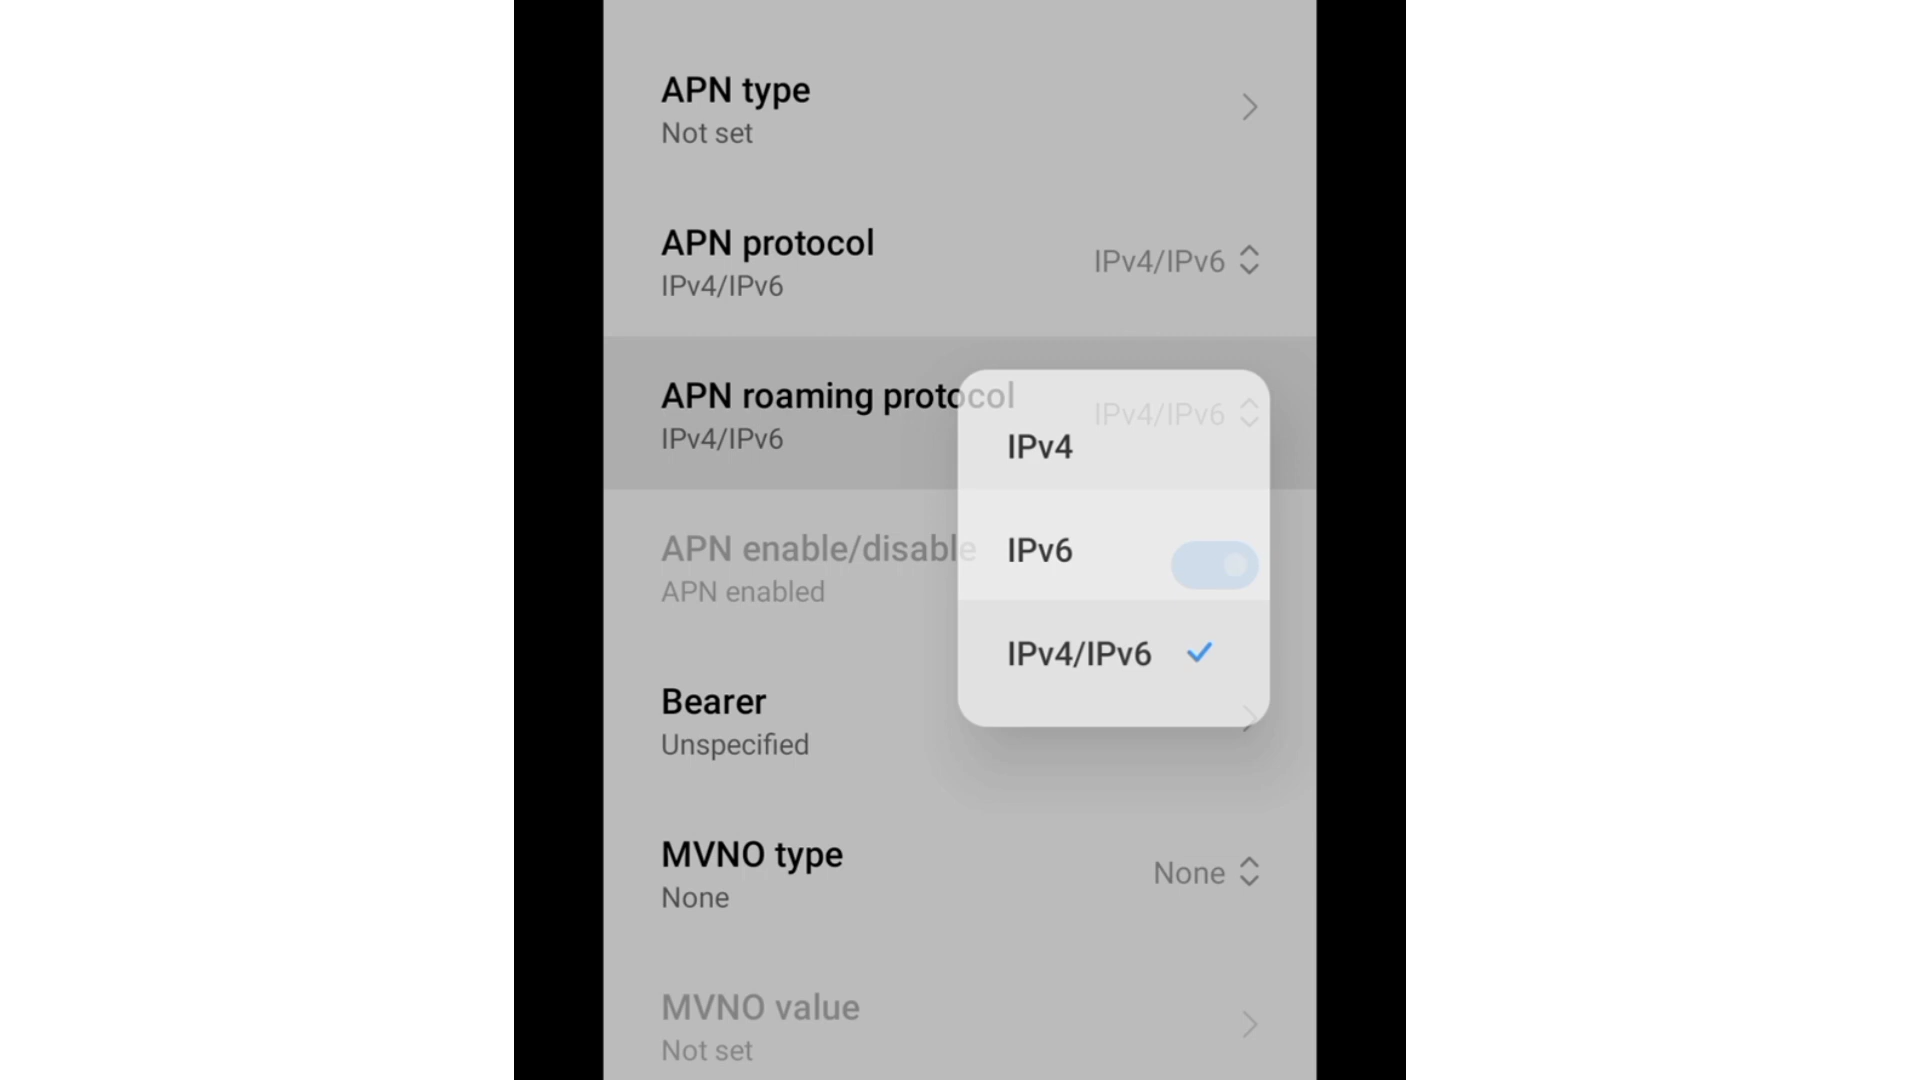 APN type
Not set
APN protocol
IPv4/IPv6
IPv4/IPv6
APN roaming protocol
IPv4/IPv6
IPv4/IPv6
IPv4
APN enable/disable
APN enabled
IPv6
IPv4/IPv6
Bearer
Unspecified
MVNO type
None
None
MVNO value
Not set